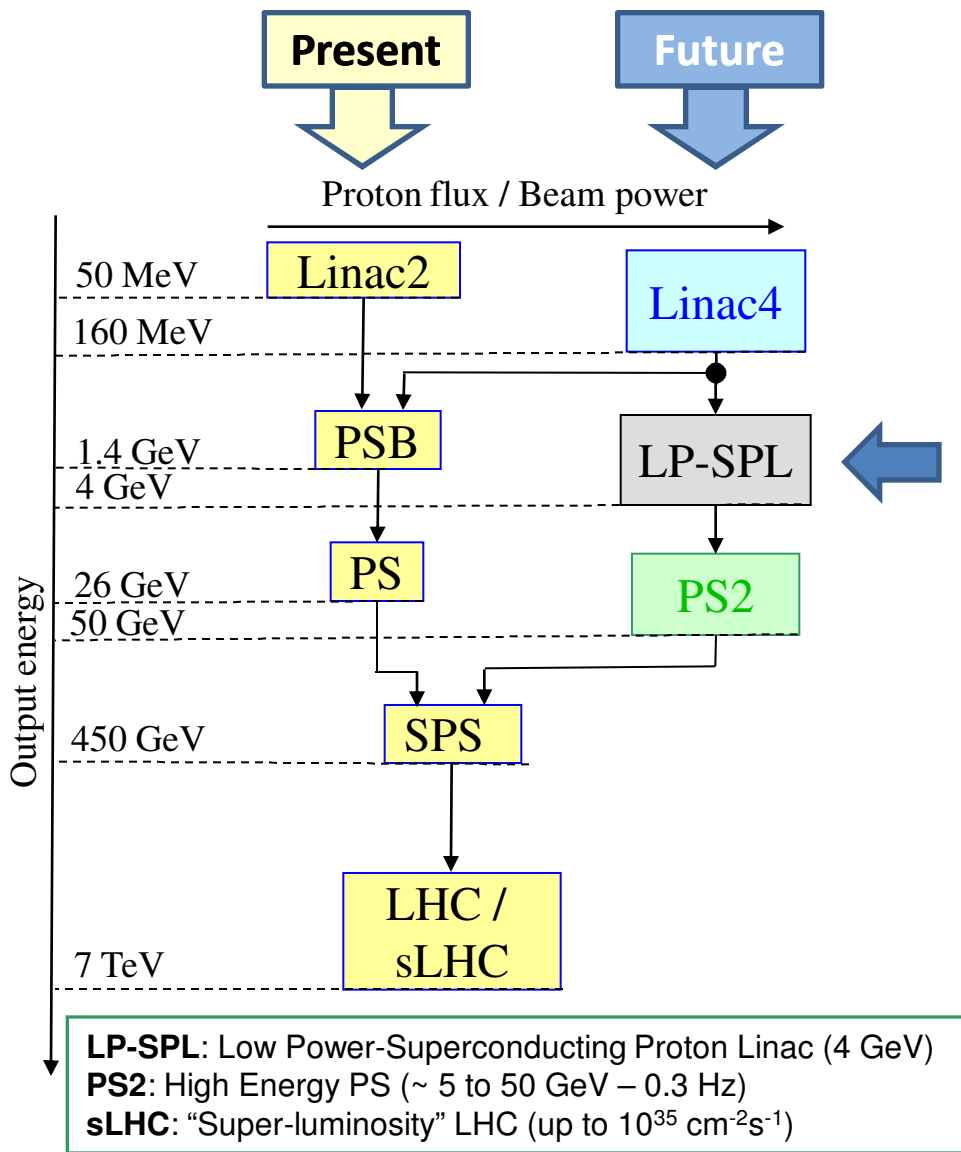 Present
Future
Proton flux / Beam power
Linac2
50 MeV
Linac4
160 MeV
PSB
1.4 GeV
LP-SPL
4 GeV
PS
26 GeV
PS2
50 GeV
SPS
450 GeV
LHC /
sLHC
7 TeV
Output energy
LP-SPL: Low Power-Superconducting Proton Linac (4 GeV)
PS2: High Energy PS (~ 5 to 50 GeV – 0.3 Hz)
sLHC: “Super-luminosity” LHC (up to 10³⁵ cm⁻²s⁻¹)